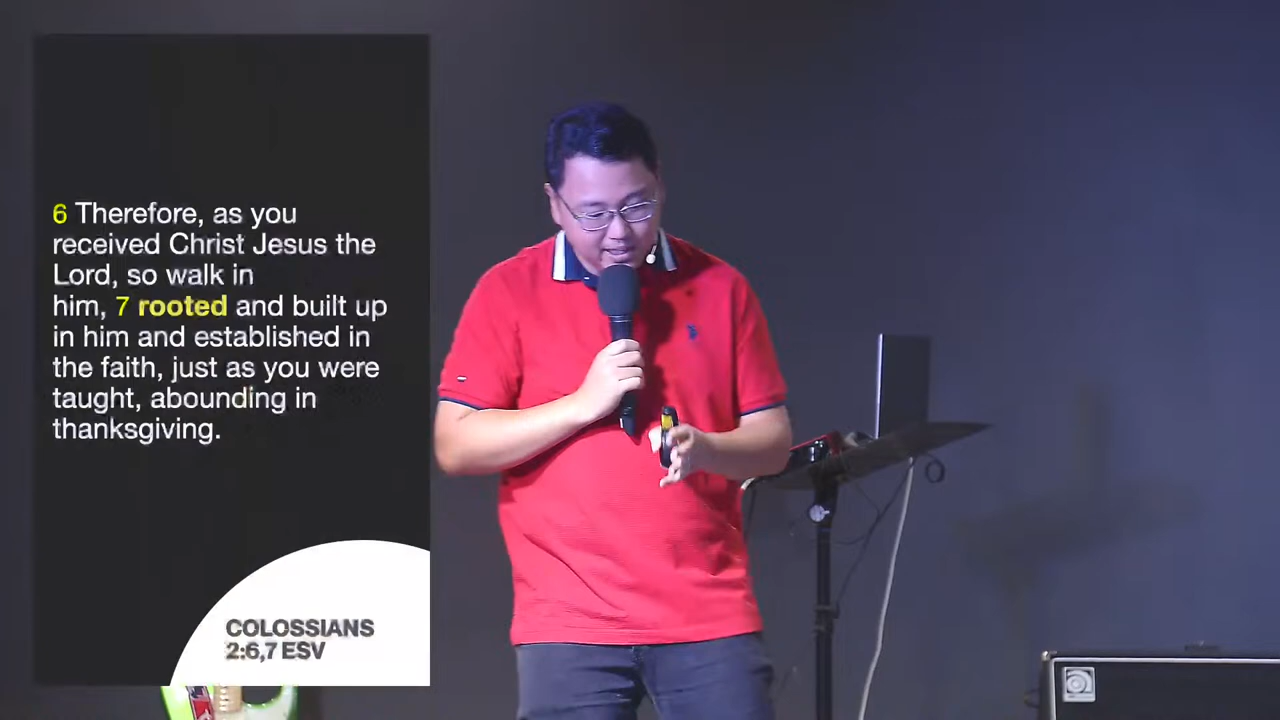 6 Therefore, as you
received Christ Jesus the
Lord, so walk in
him, 7 rooted and built up
in him and established in
the faith, just as you were
taught, abounding in
thanksgiving.
COLOSSIANS
2:6,7 ESV